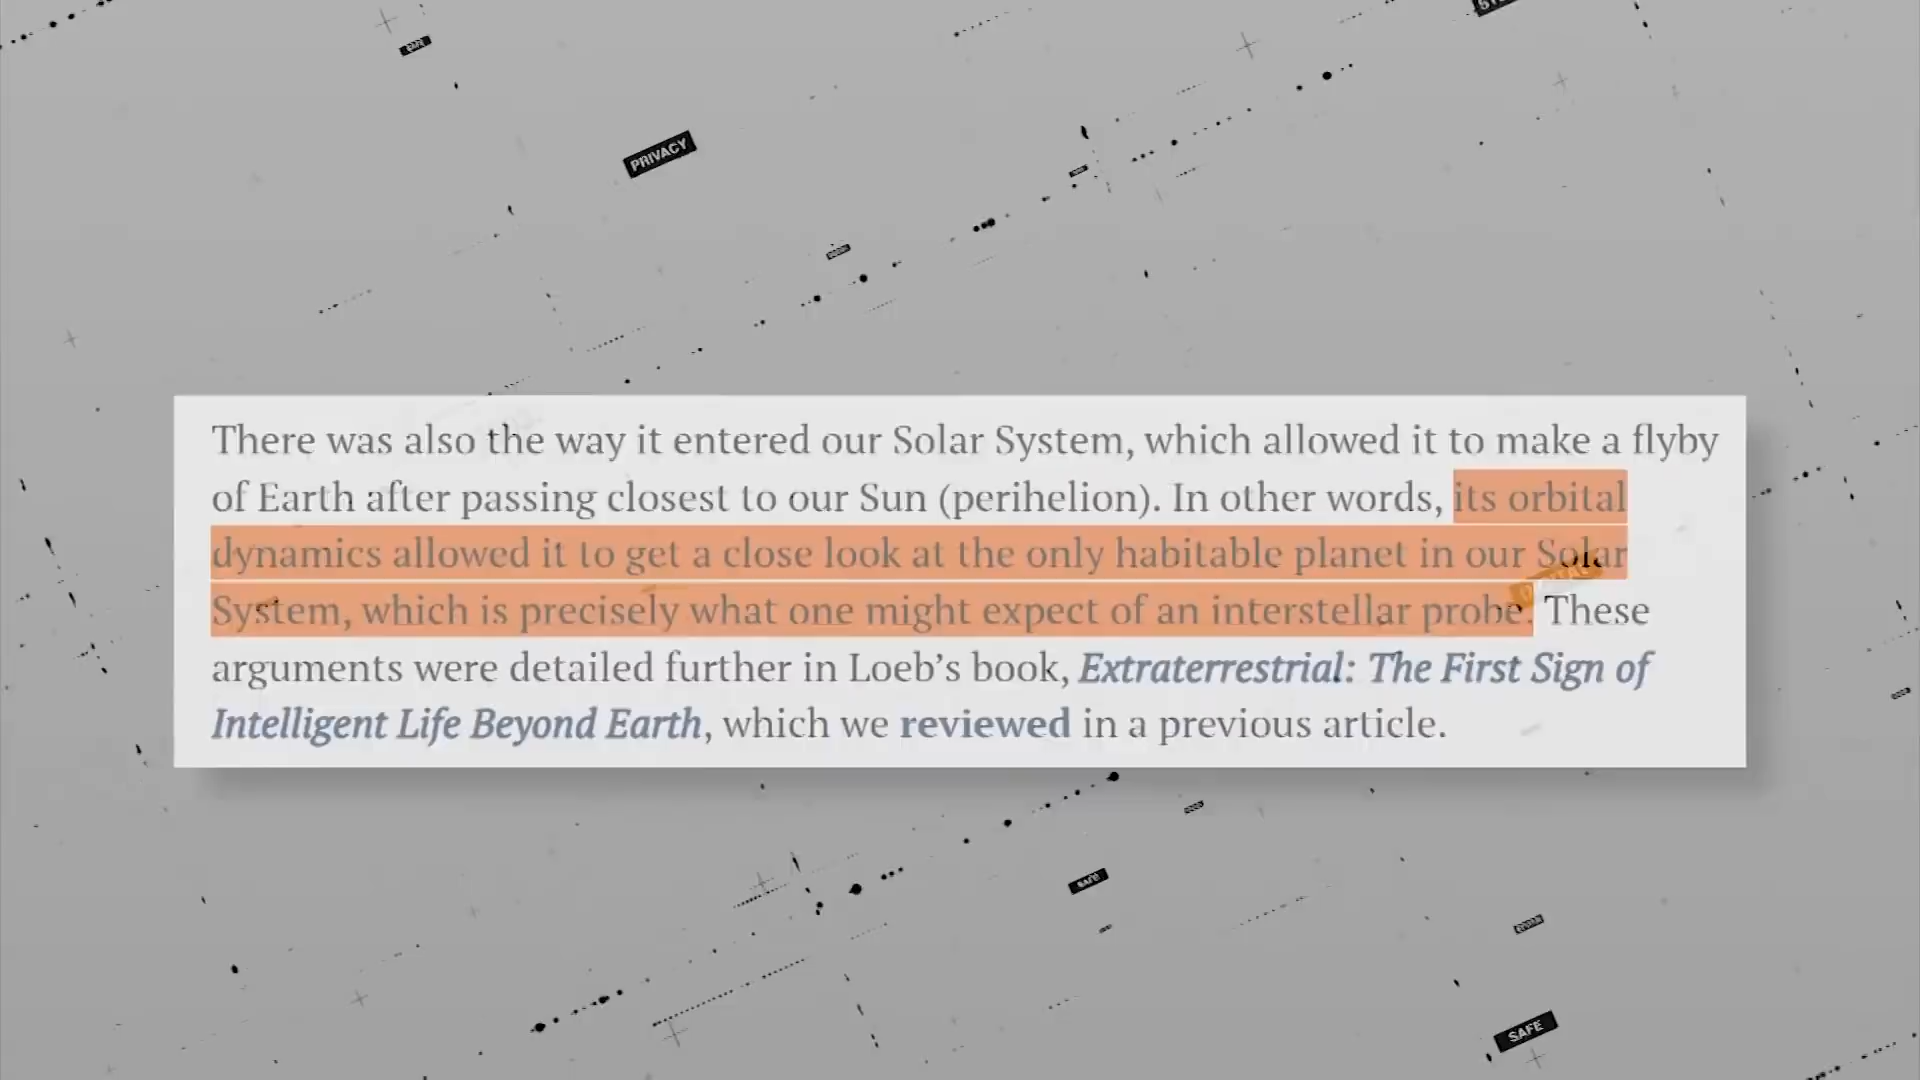 PRIVACY
There was also the way it entered our Solar System, which allowed it to make a flyby
of Earth after passing closest to our Sun (perihelion). In other words, its orbital
dynamics allowed it to get a close look at the only habitable planet in our Solar
System, which is precisely what one might expect of an interstellar probe. These
arguments were detailed further in Loeb’s book, Extraterrestrial: The First Sign of
Intelligent Life Beyond Earth, which we reviewed in a previous article.
SAFE
SAFE